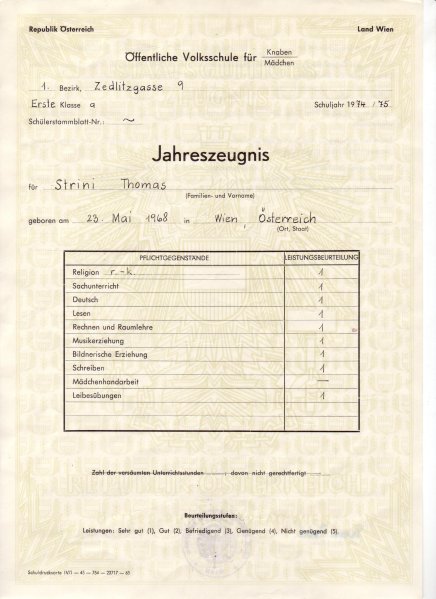 Republik Österreich Land Wien
Öffentliche Volksschule für Knaben
Mädchen
1. Bezirk, Zedlitzgasse 9
Erste Klasse a Schuljahr 1974/75
Schülerstammblatt-Nr.: ~
Jahreszeugnis
für Strini Thomas
(Familien- und Vorname)
geboren am 23. Mai 1968 in Wien, Österreich
(Ort, Staat)
PFLICHTGEGENSTÄNDE LEISTUNGSBEURTEILUNG
Religion r.-k. 1
Sachunterricht 1
Deutsch 1
Lesen 1
Rechnen und Raumlehre 1
Musikerziehung 1
Bildnerische Erziehung 1
Schreiben 1
Mädchenhandarbeit —
Leibesübungen 1
Zahl der versäumten Unterrichtsstunden ——, davon nicht gerechtfertigt ——.
Beurteilungsstufen:
Leistungen: Sehr gut (1), Gut (2), Befriedigend (3), Genügend (4), Nicht genügend (5).